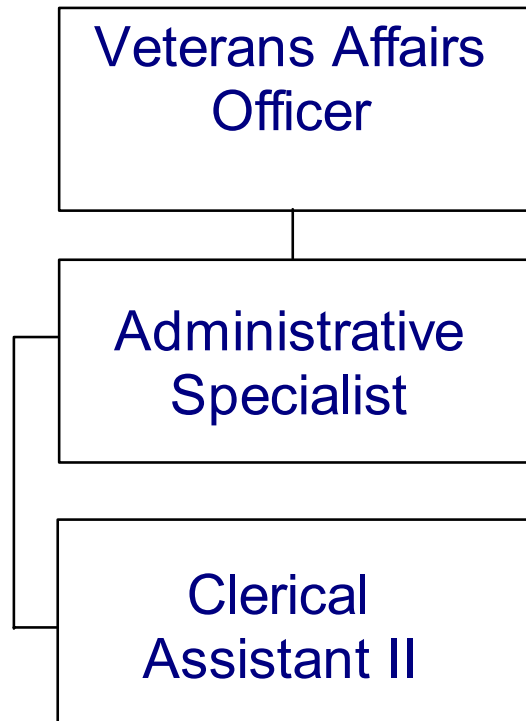 Veterans Affairs
Officer
Administrative
Specialist
Clerical
Assistant II